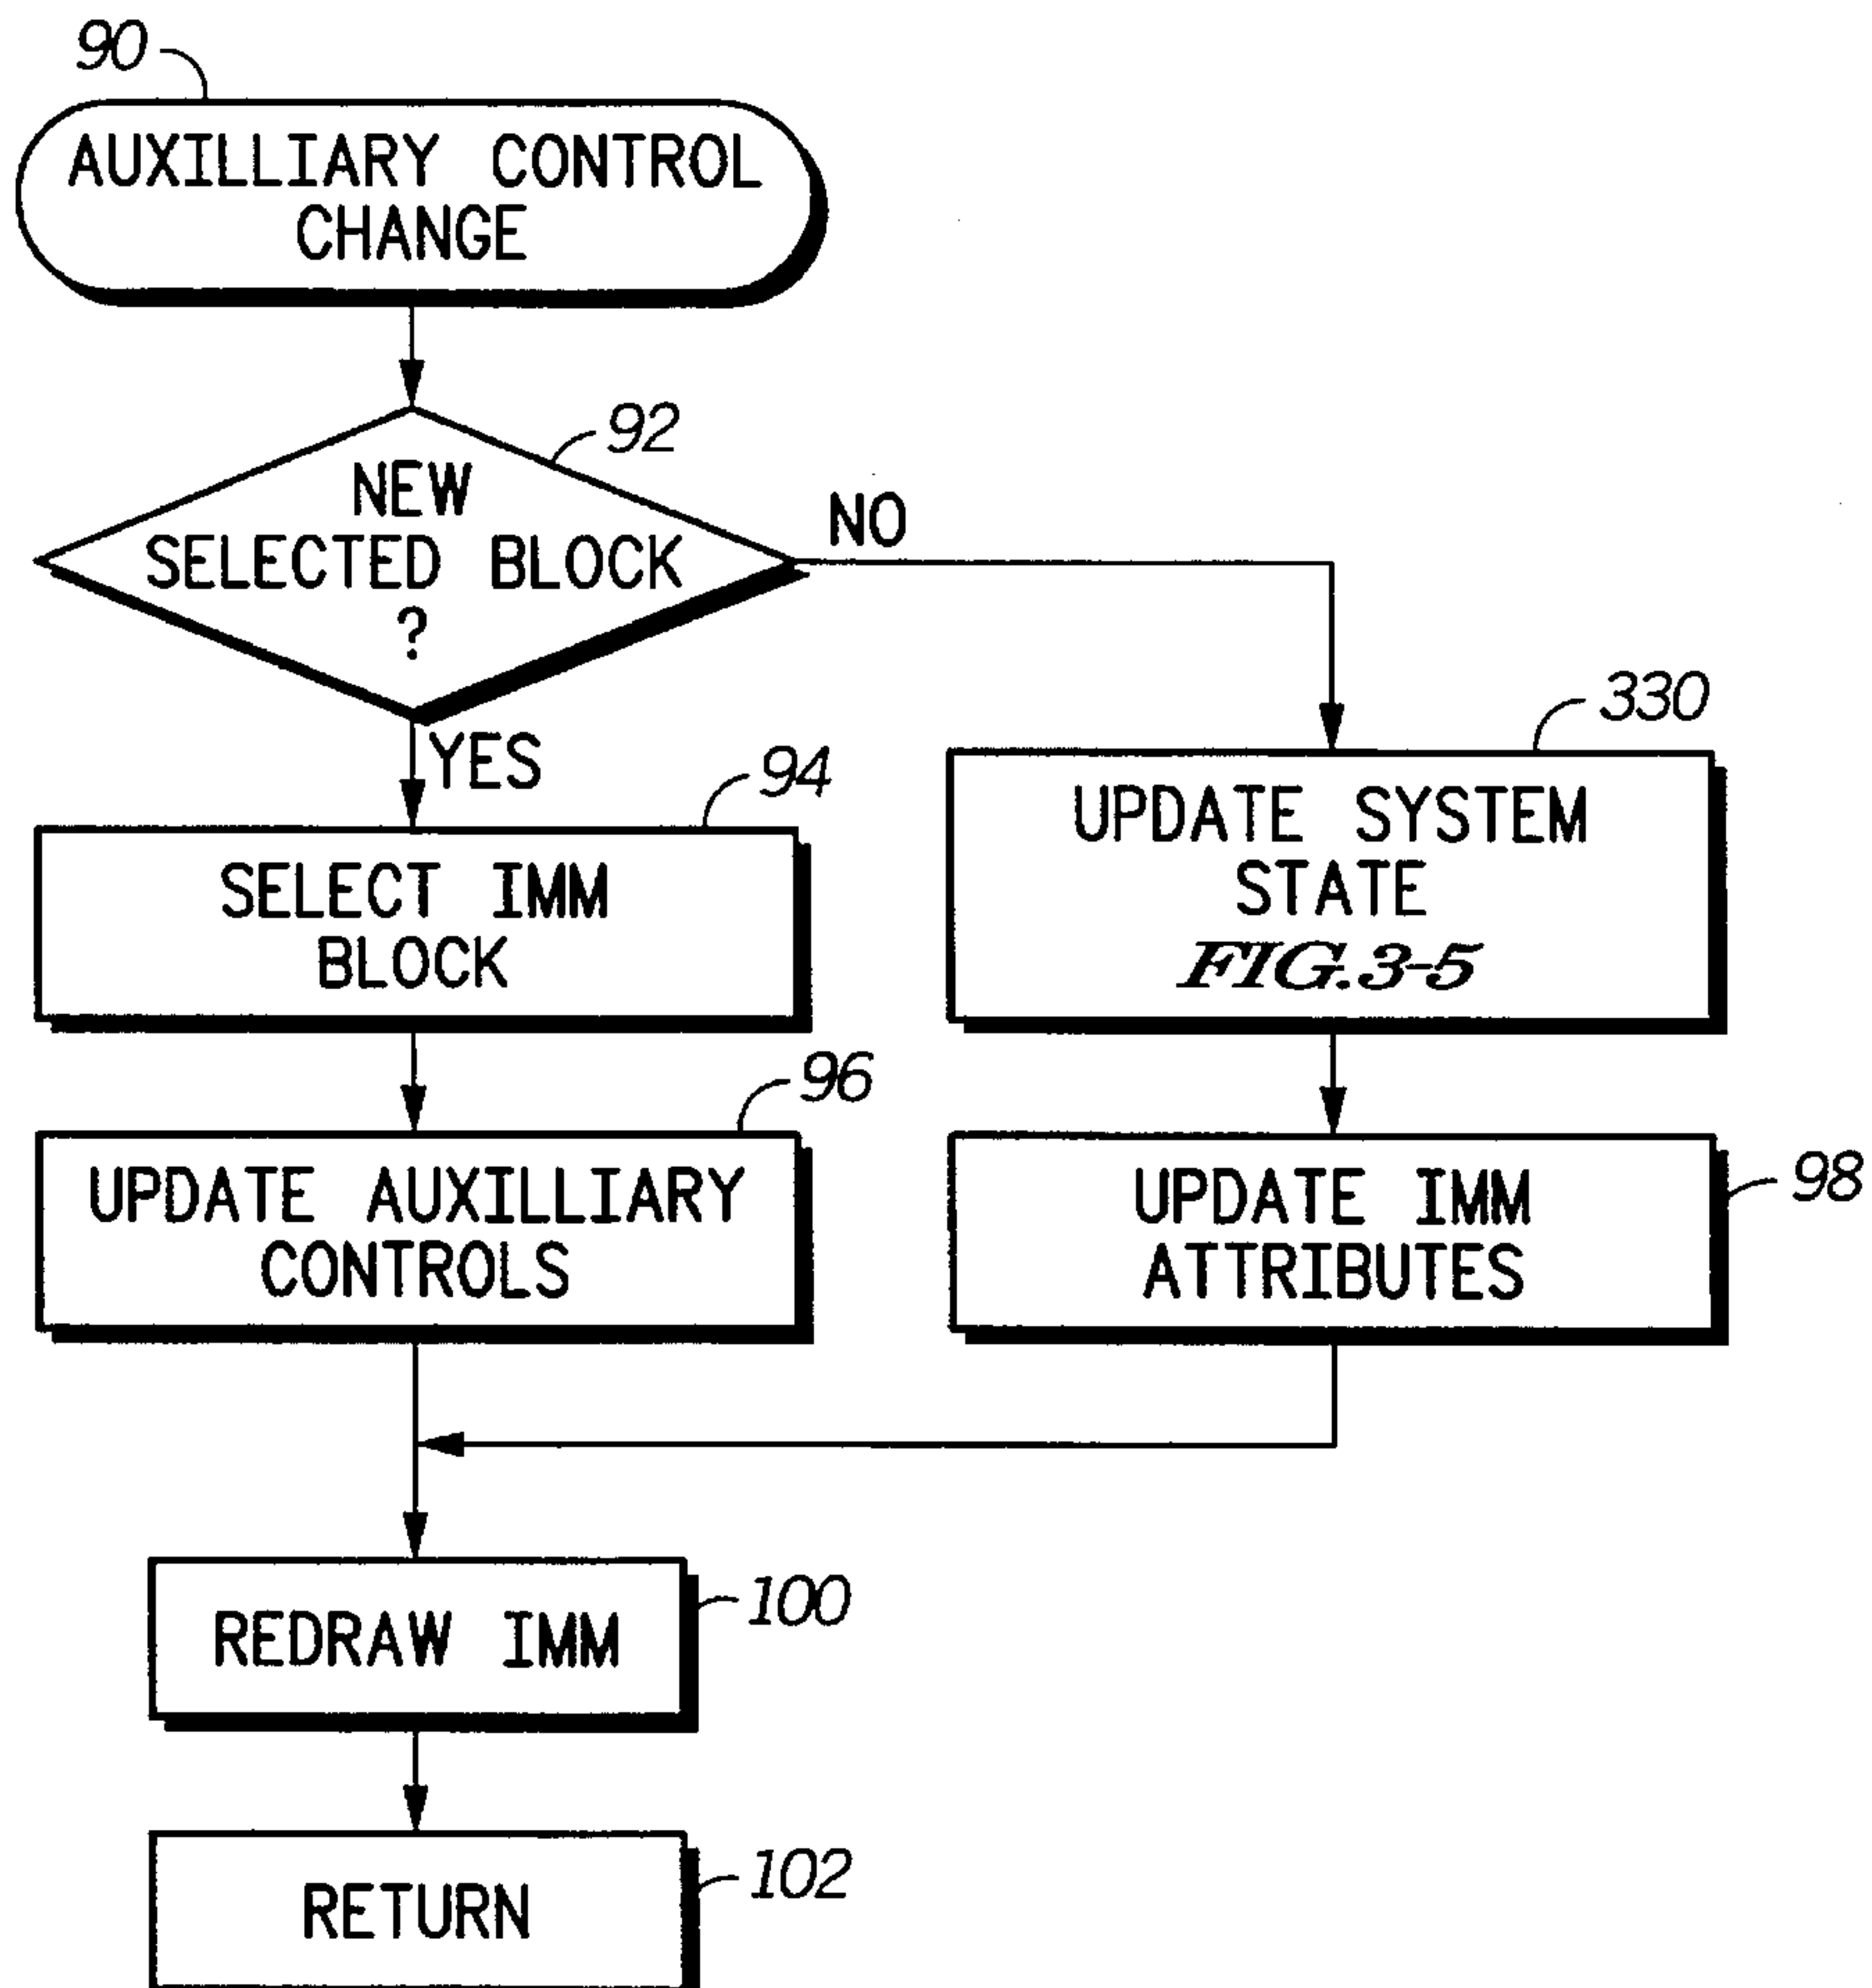 90
AUXILLIARY CONTROL
CHANGE
92
NEW
SELECTED BLOCK
?
NO
YES
94
SELECT IMM
BLOCK
330
UPDATE SYSTEM
STATE
FIG.3-5
96
UPDATE AUXILLIARY
CONTROLS
98
UPDATE IMM
ATTRIBUTES
100
REDRAW IMM
102
RETURN